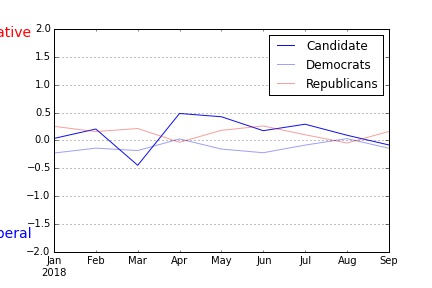 ative
2.0
1.5
1.0
0.5
0.0
−0.5
−1.0
−1.5
−2.0
beral
Candidate
Democrats
Republicans
Jan Feb Mar Apr May Jun Jul Aug Sep
2018